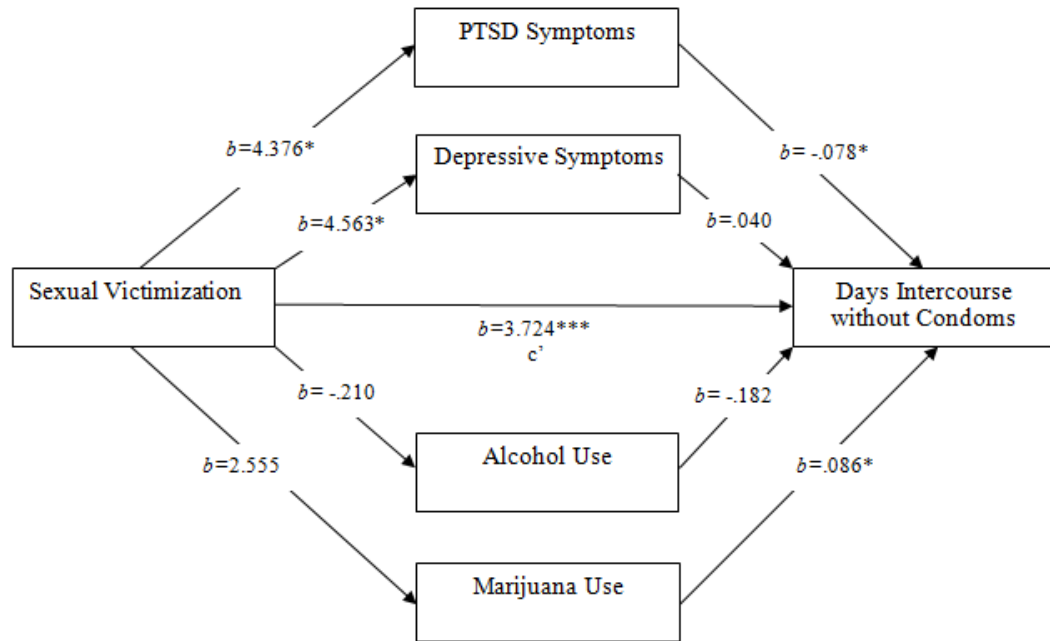 PTSD Symptoms
b=4.376*
b= -.078*
Depressive Symptoms
b=4.563*
b=.040
Sexual Victimization
Days Intercourse
without Condoms
b=3.724***
c’
b= -.210
b= -.182
Alcohol Use
b=2.555
b=.086*
Marijuana Use